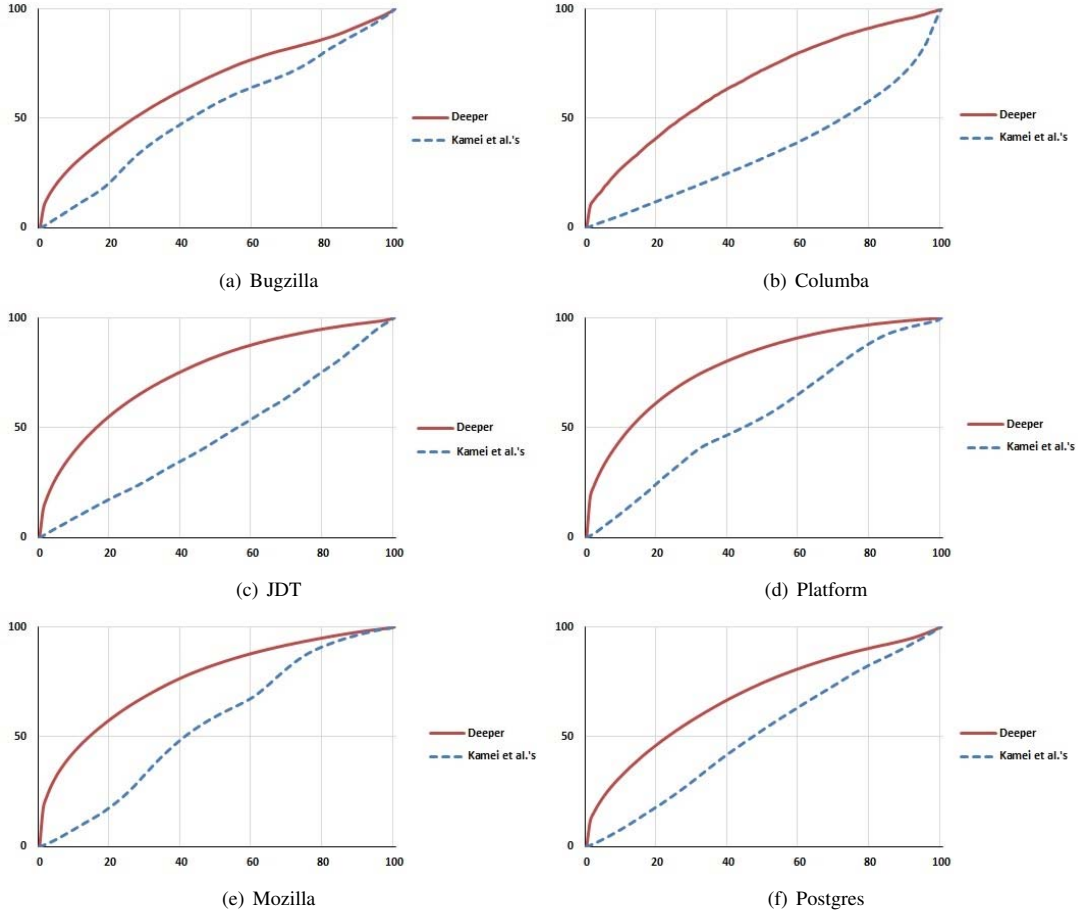 100
50
0
0 20 40 60 80 100
Deeper
Kamei et al.'s
(a) Bugzilla
100
50
0
0 20 40 60 80 100
Deeper
Kamei et al.'s
(b) Columba
100
50
0
0 20 40 60 80 100
Deeper
Kamei et al.'s
(c) JDT
100
50
0
0 20 40 60 80 100
Deeper
Kamei et al.'s
(d) Platform
100
50
0
0 20 40 60 80 100
Deeper
Kamei et al.'s
(e) Mozilla
100
50
0
0 20 40 60 80 100
Deeper
Kamei et al.'s
(f) Postgres